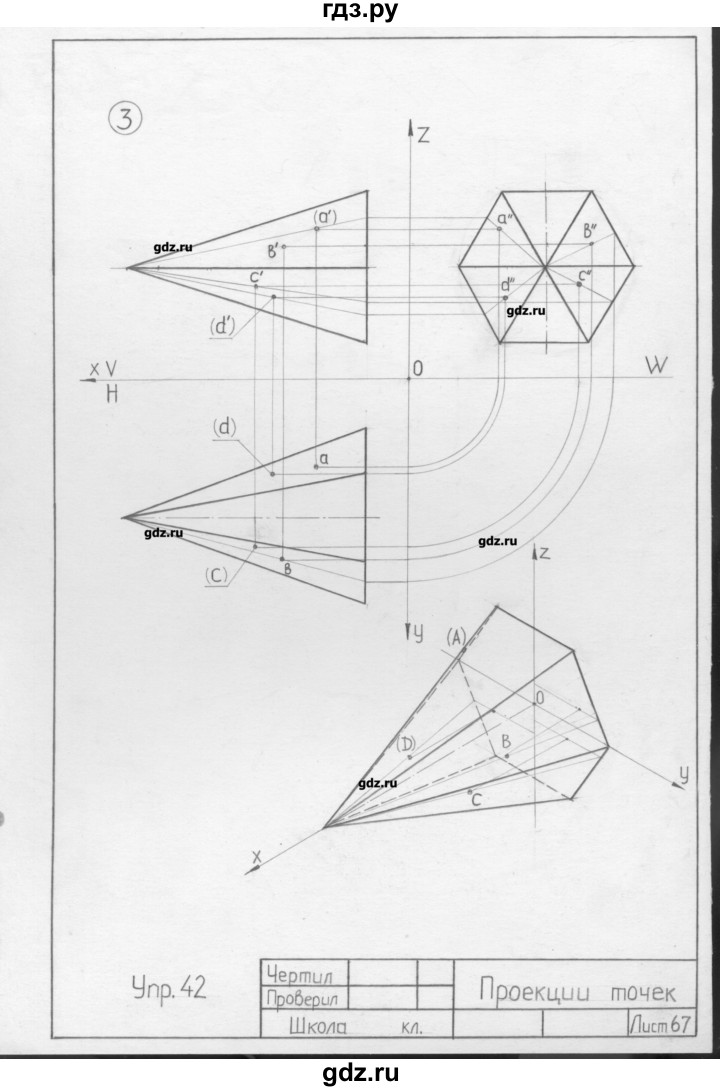 гдз.ру
3
Z
(a')
a"
gdz.ru
в'
в"
c'
c"
d"
gdz.ru
(d')
x V
O
W
H
(d)
a
gdz.ru
gdz.ru
(c)
в
y
z
(A)
O
(D)
B
gdz.ru
C
y
x
Упр. 42
Чертил
Проверил
Проекции точек
Школа кл.
Лист 67
gdz.ru